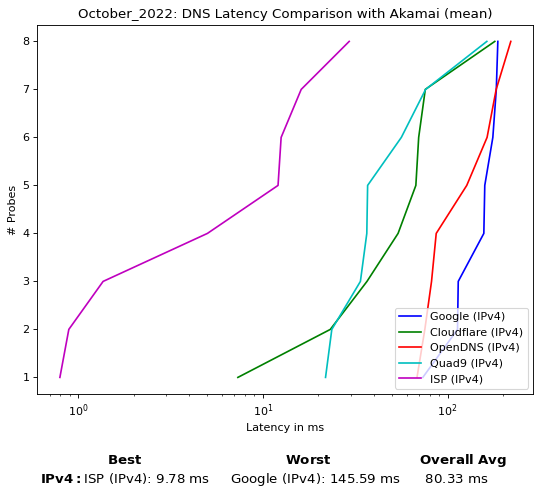 October_2022: DNS Latency Comparison with Akamai (mean)
8
7
6
5
4
3
2
1
# Probes
Google (IPv4)
Cloudflare (IPv4)
OpenDNS (IPv4)
Quad9 (IPv4)
ISP (IPv4)
10⁰ 10¹ 10²
Latency in ms
Best Worst Overall Avg
IPv4: ISP (IPv4): 9.78 ms Google (IPv4): 145.59 ms 80.33 ms